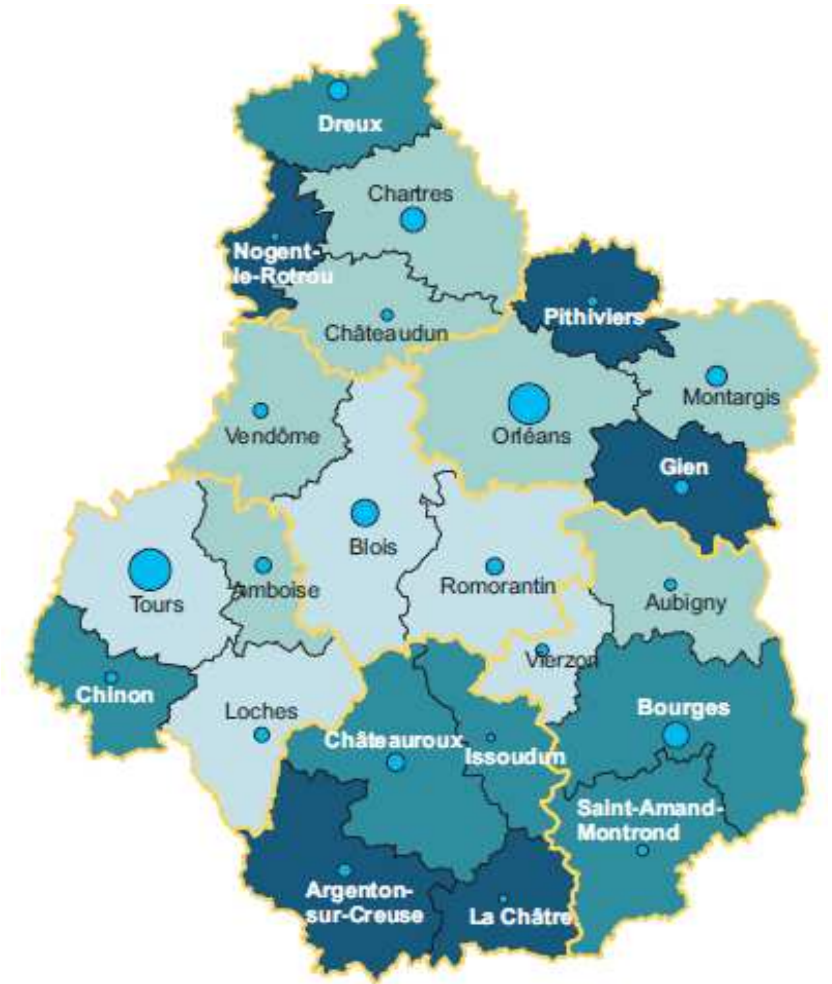 Dreux
Chartres
Nogent-
le-Rotrou
Pithiviers
Châteaudun
Montargis
Vendôme
Orléans
Gien
Blois
Amboise
Romorantin
Tours
Aubigny
Vierzon
Chinon
Loches
Bourges
Châteauroux
Issoudun
Saint-Amand-
Montrond
Argenton-
sur-Creuse
La Châtre